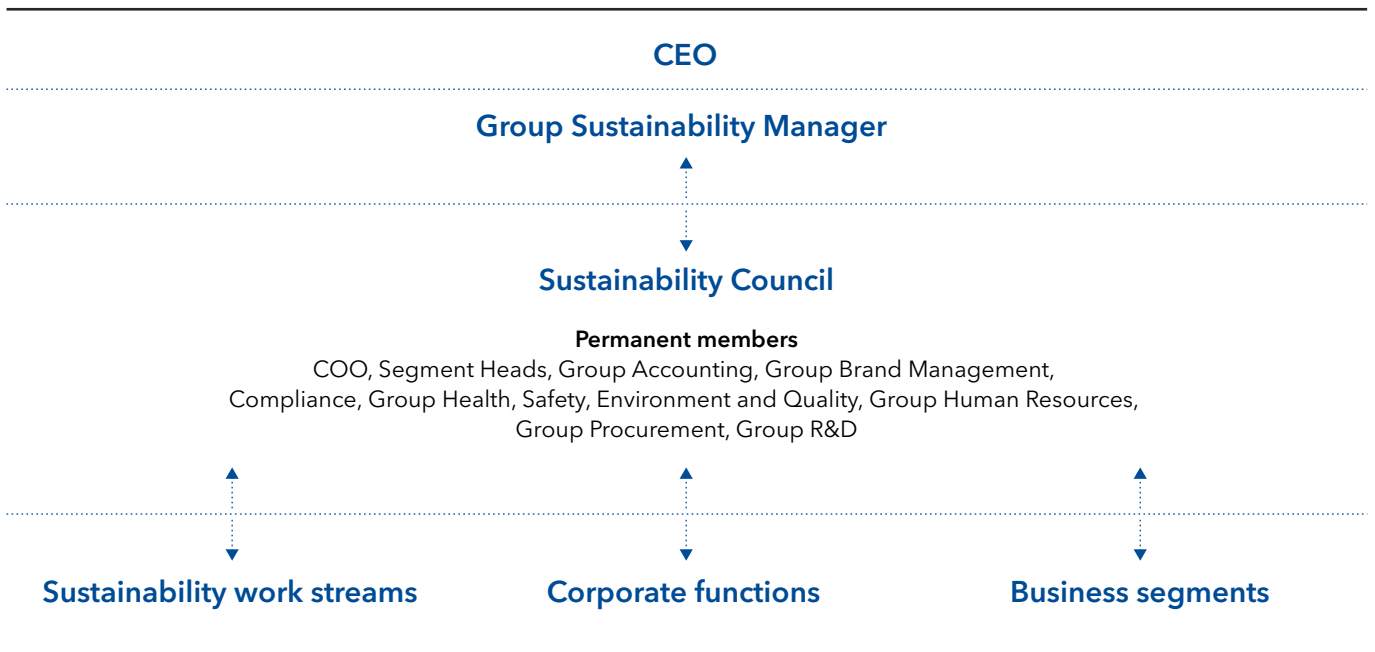 CEO
Group Sustainability Manager
Sustainability Council
Permanent members
COO, Segment Heads, Group Accounting, Group Brand Management,
Compliance, Group Health, Safety, Environment and Quality, Group Human Resources,
Group Procurement, Group R&D
Sustainability work streams
Corporate functions
Business segments